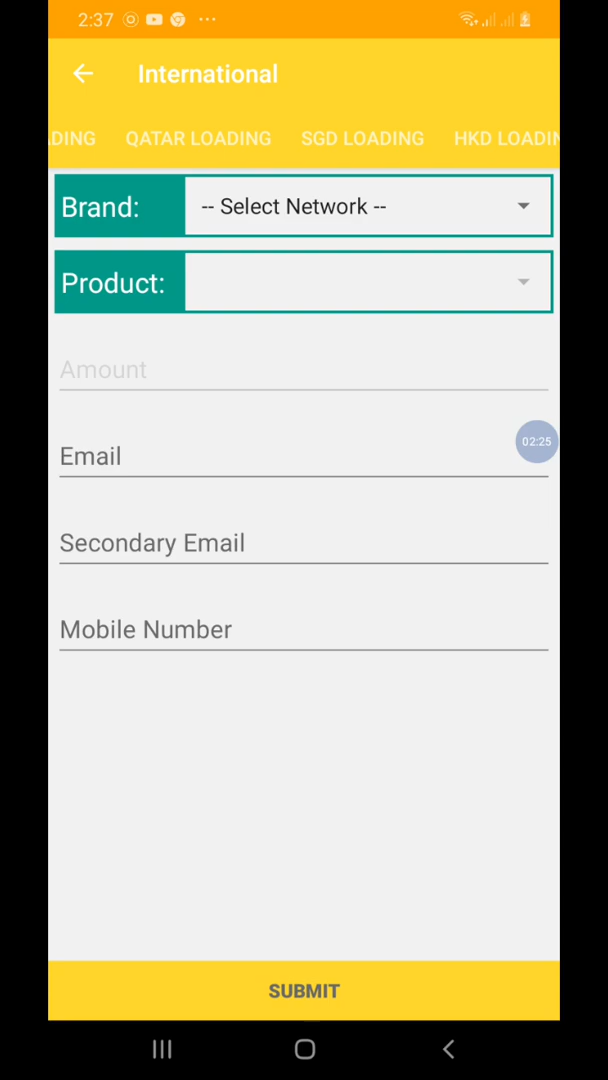 2:37
International
DING QATAR LOADING SGD LOADING HKD LOADIN
Brand: -- Select Network --
Product:
Amount
02:25
Email
Secondary Email
Mobile Number
SUBMIT